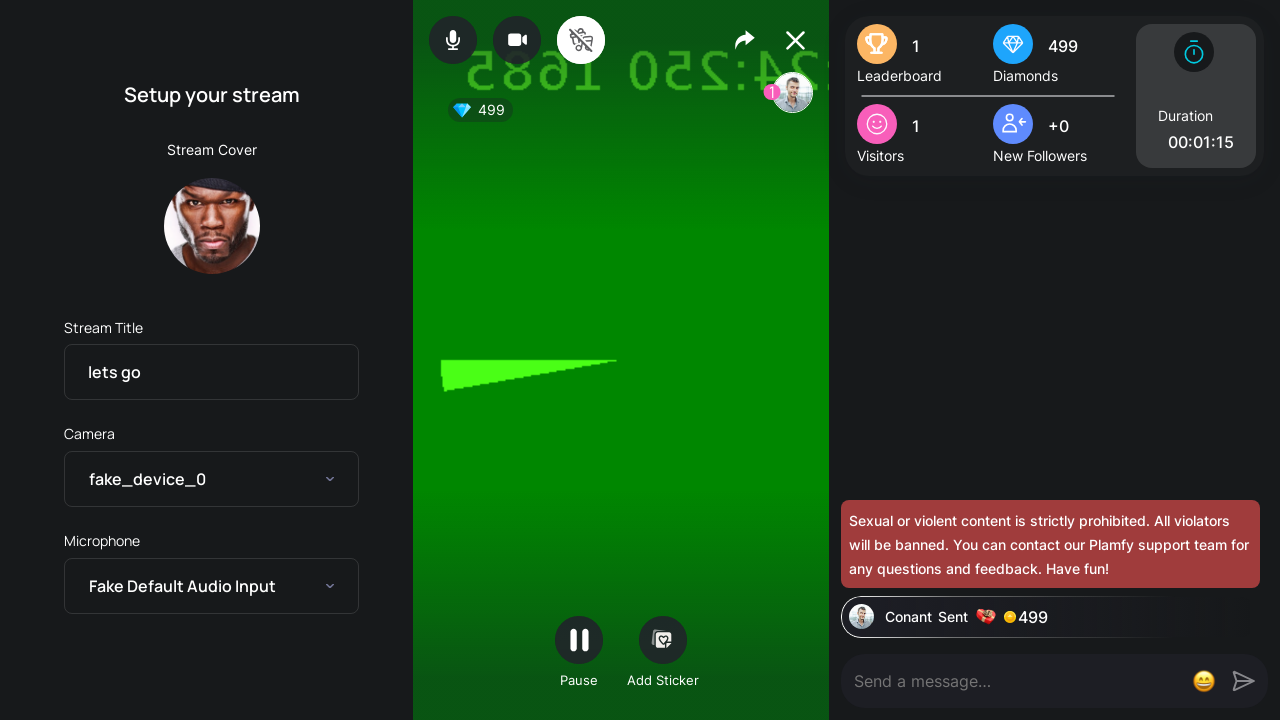 Setup your stream
Stream Cover
Stream Title
lets go
Camera
fake_device_0
Microphone
Fake Default Audio Input
24:250 1685
499
1
Pause
Add Sticker
1
Leaderboard
499
Diamonds
1
Visitors
+0
New Followers
Duration
00:01:15
Sexual or violent content is strictly prohibited. All violators
will be banned. You can contact our Plamfy support team for
any questions and feedback. Have fun!
Conant Sent 499
Send a message...